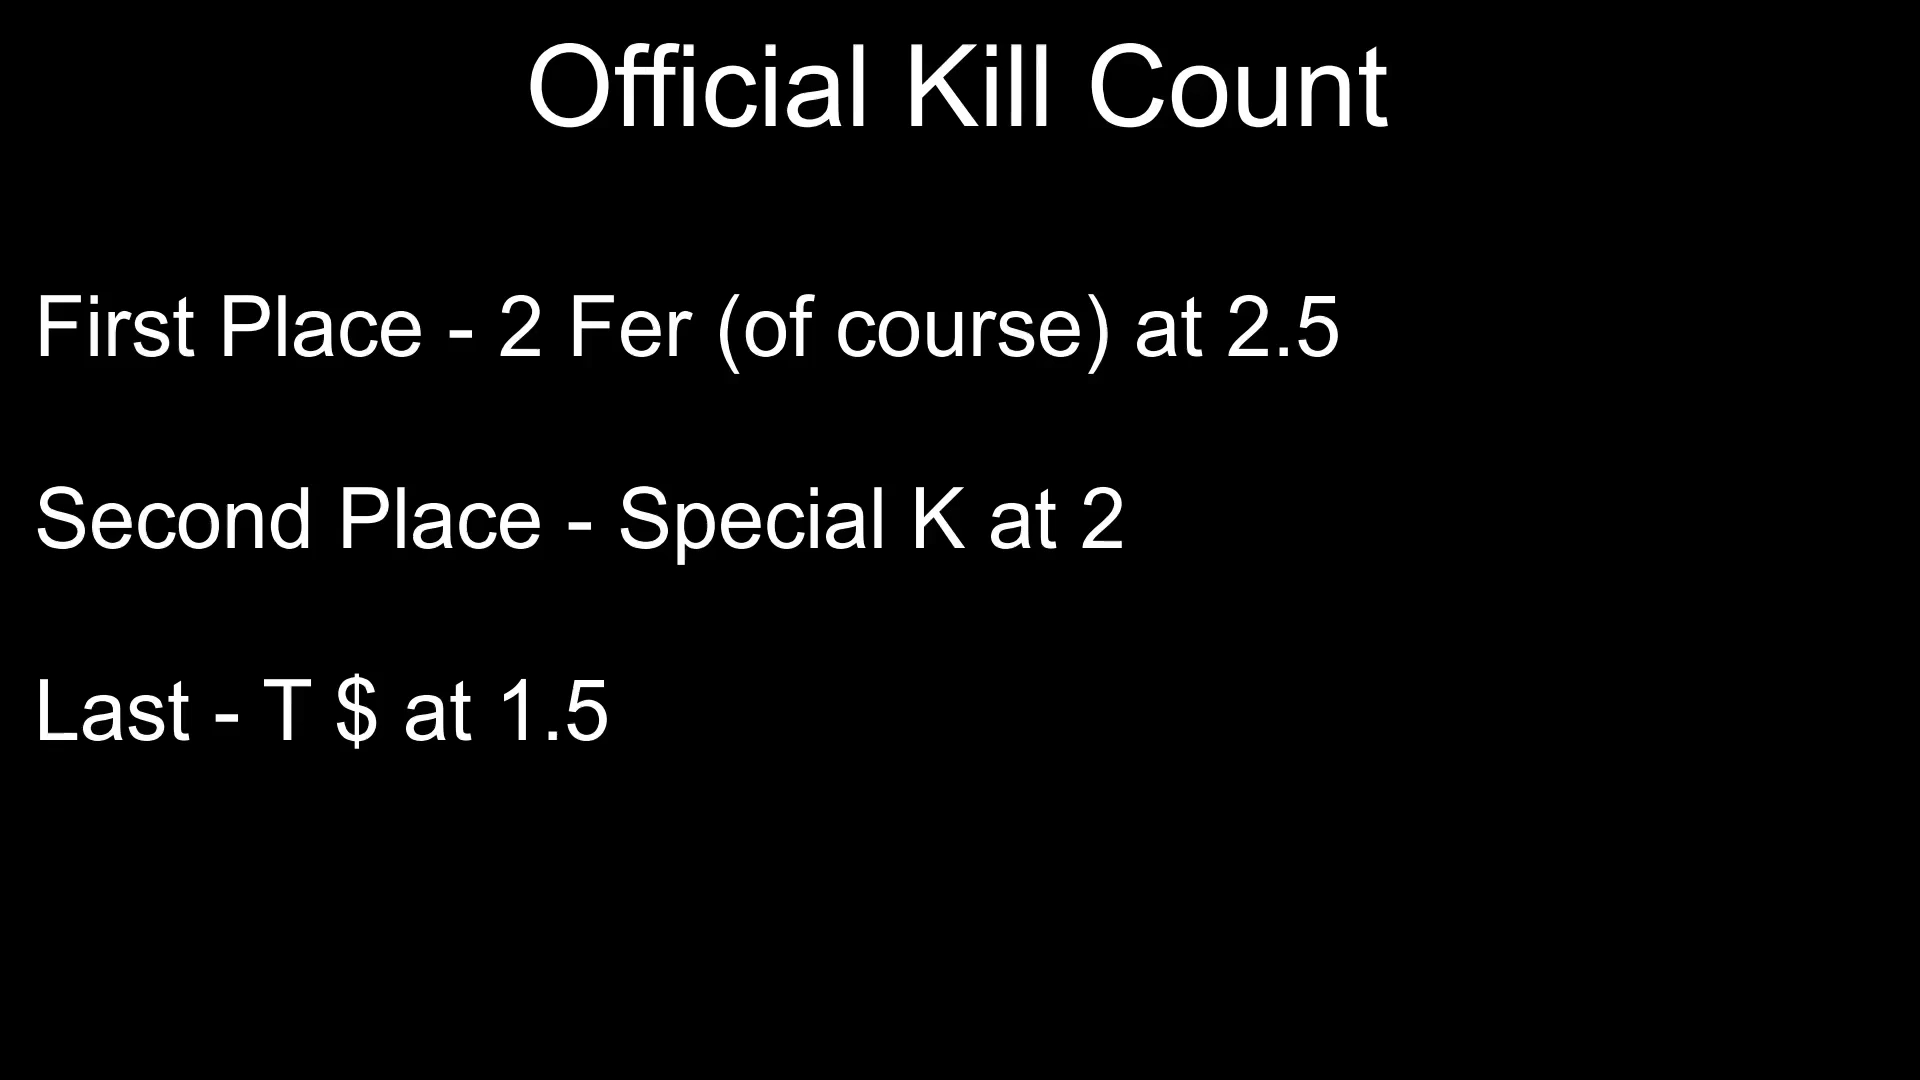 Official Kill Count
First Place - 2 Fer (of course) at 2.5
Second Place - Special K at 2
Last - T $ at 1.5